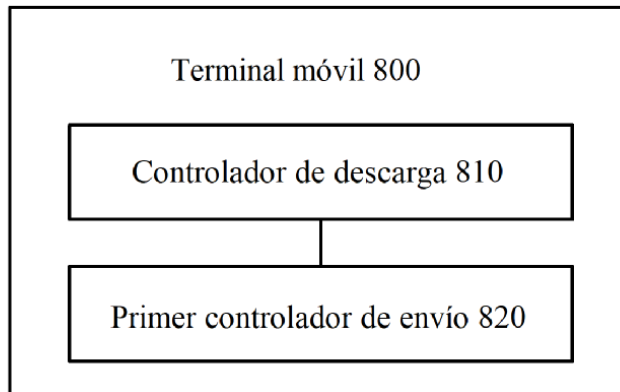 Terminal móvil 800
Controlador de descarga 810
Primer controlador de envío 820